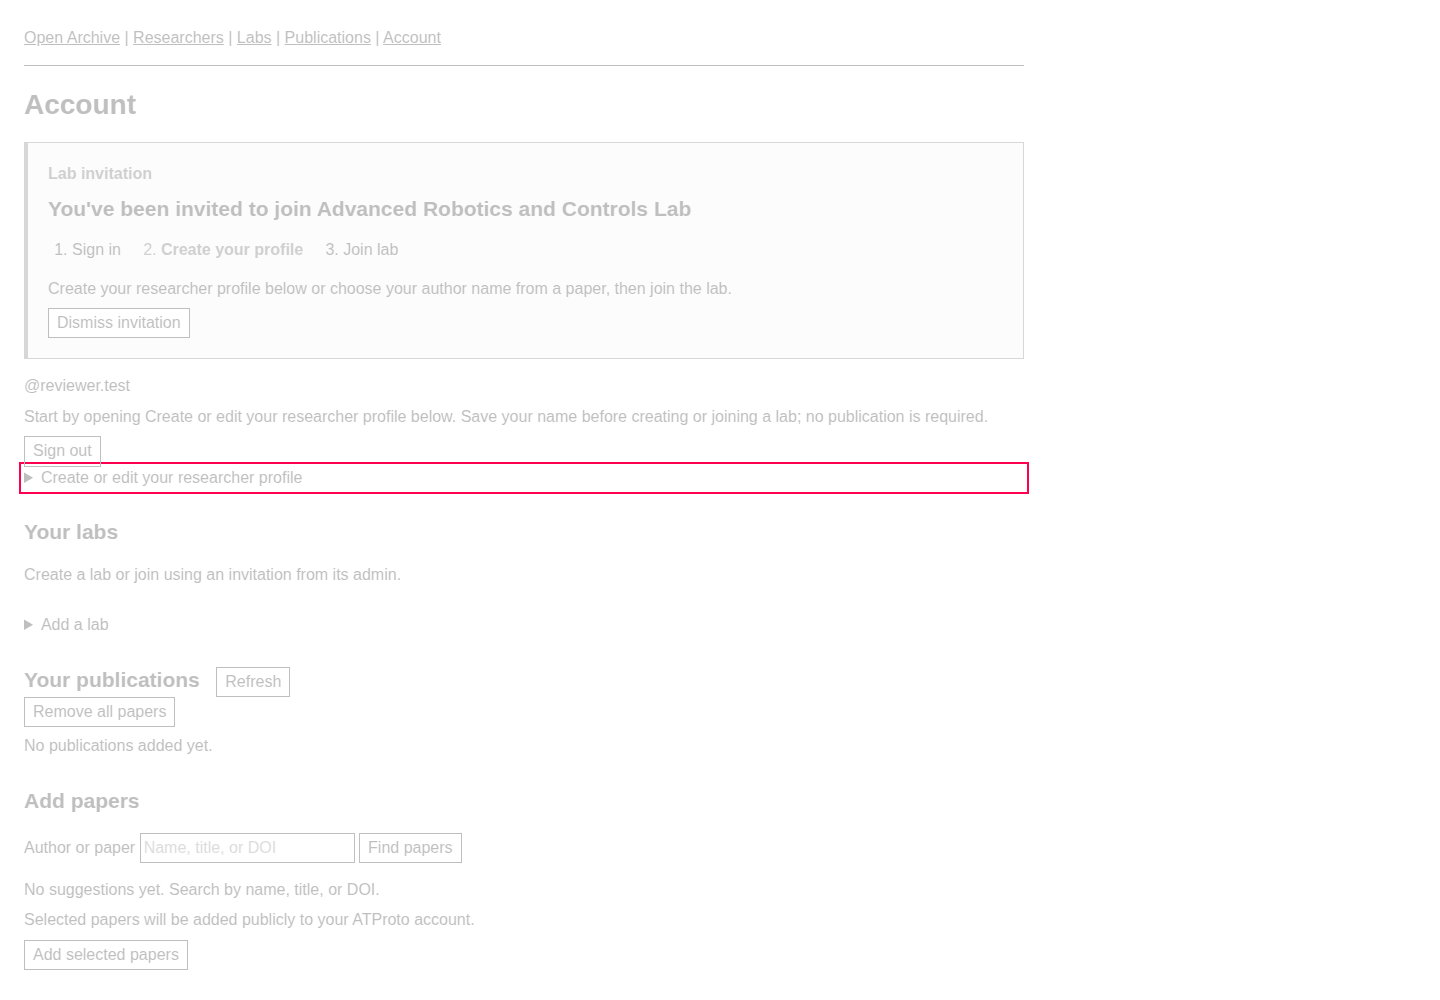 Open Archive | Researchers | Labs | Publications | Account
Account
Lab invitation
You've been invited to join Advanced Robotics and Controls Lab
1. Sign in 2. Create your profile 3. Join lab
Create your researcher profile below or choose your author name from a paper, then join the lab.
Dismiss invitation
@reviewer.test
Start by opening Create or edit your researcher profile below. Save your name before creating or joining a lab; no publication is required.
Sign out
Create or edit your researcher profile
Your labs
Create a lab or join using an invitation from its admin.
Add a lab
Your publications Refresh
Remove all papers
No publications added yet.
Add papers
Author or paper Name, title, or DOI Find papers
No suggestions yet. Search by name, title, or DOI.
Selected papers will be added publicly to your ATProto account.
Add selected papers